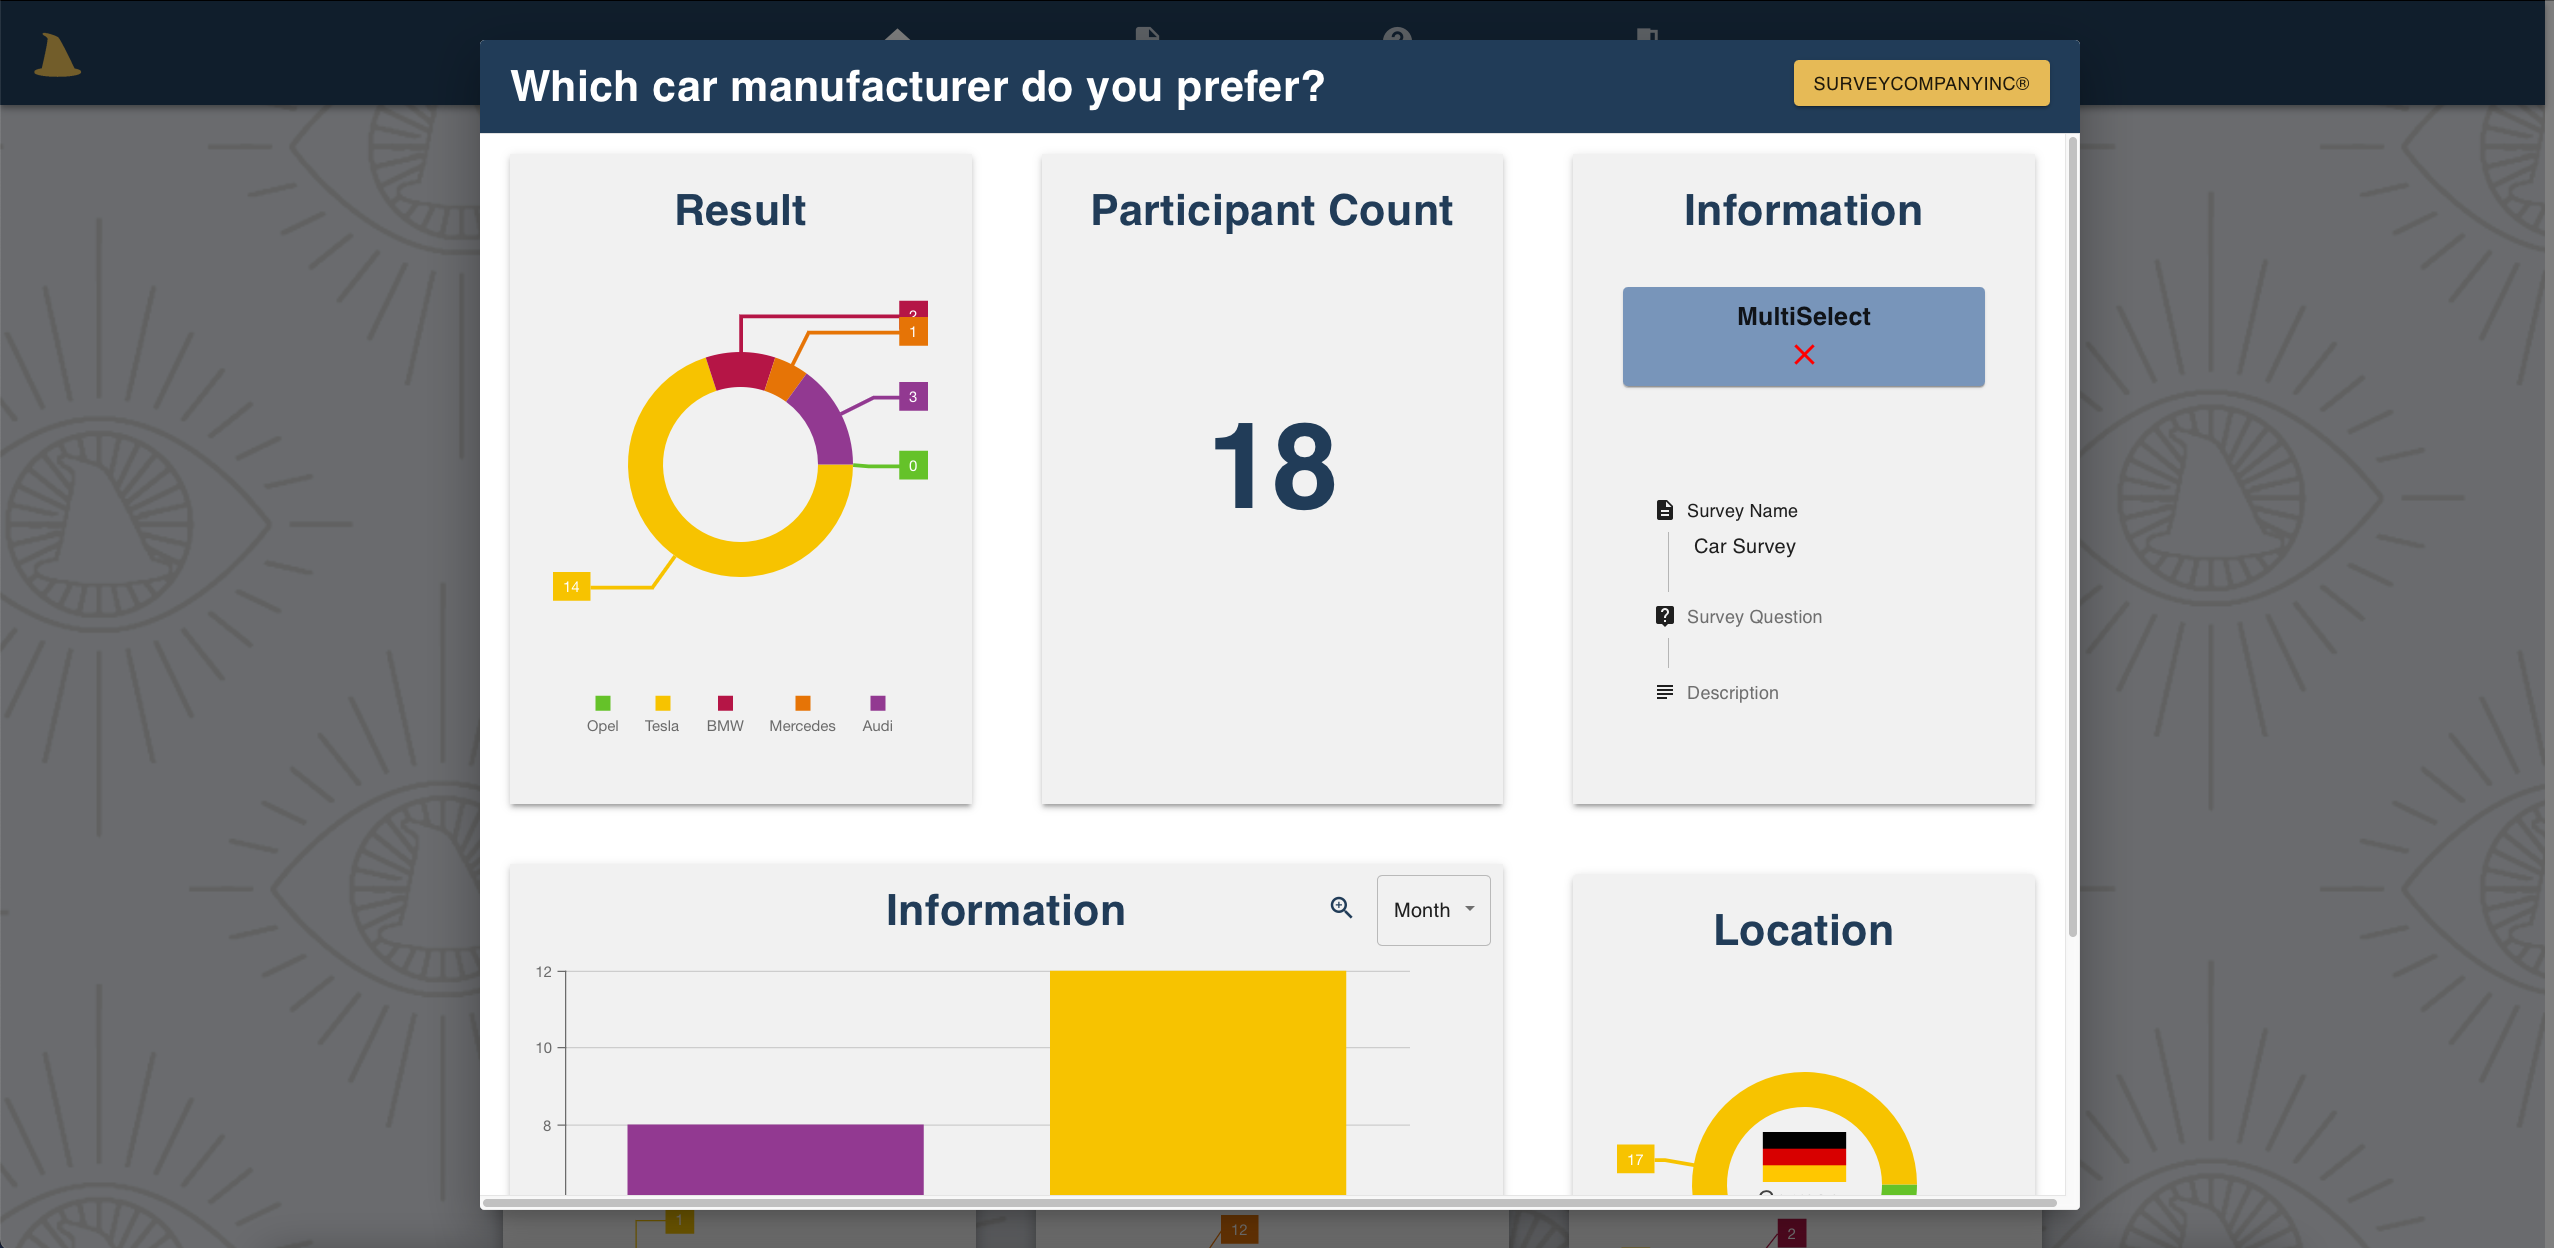 Which car manufacturer do you prefer?
SURVEYCOMPANYINC®
Result
2
1
3
0
14
Opel
Tesla
BMW
Mercedes
Audi
Participant Count
18
Information
MultiSelect
Survey Name
Car Survey
Survey Question
Description
Information
Month
12
10
8
Location
17
1
12
2